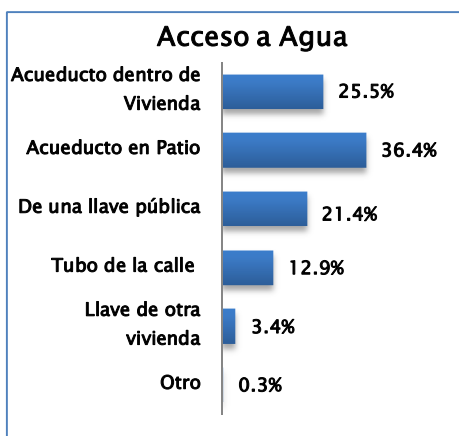 Acceso a Agua
Acueducto dentro de
Vivienda
25.5%
Acueducto en Patio
36.4%
De una llave pública
21.4%
Tubo de la calle
12.9%
Llave de otra
vivienda
3.4%
Otro
0.3%